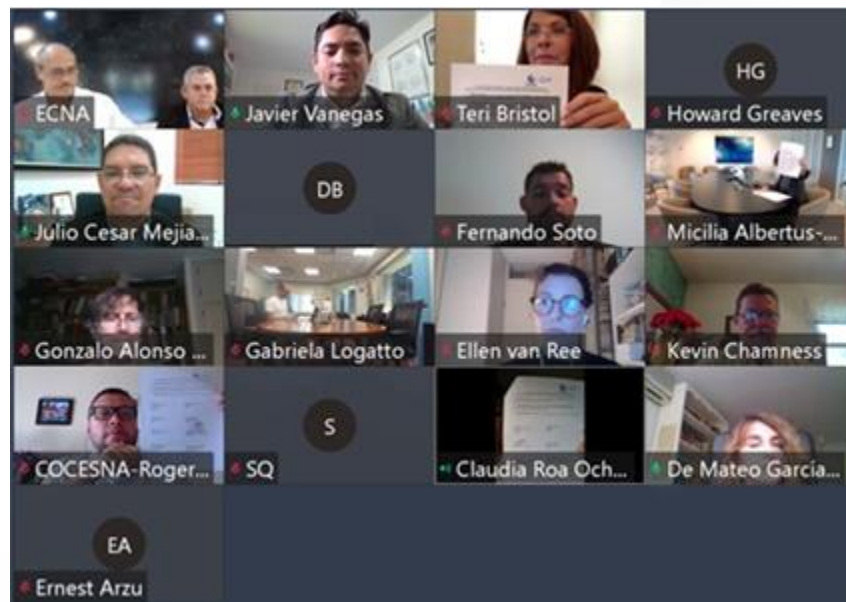 ECNA
Javier Vanegas
Teri Bristol
HG
Howard Greaves
Julio Cesar Mejia...
DB
Fernando Soto
Micilia Albertus-...
Gonzalo Alonso ...
Gabriela Logatto
Ellen van Ree
Kevin Chamness
COCESNA-Roger...
S
SQ
Claudia Roa Och...
De Mateo Garcia...
EA
Ernest Arzu